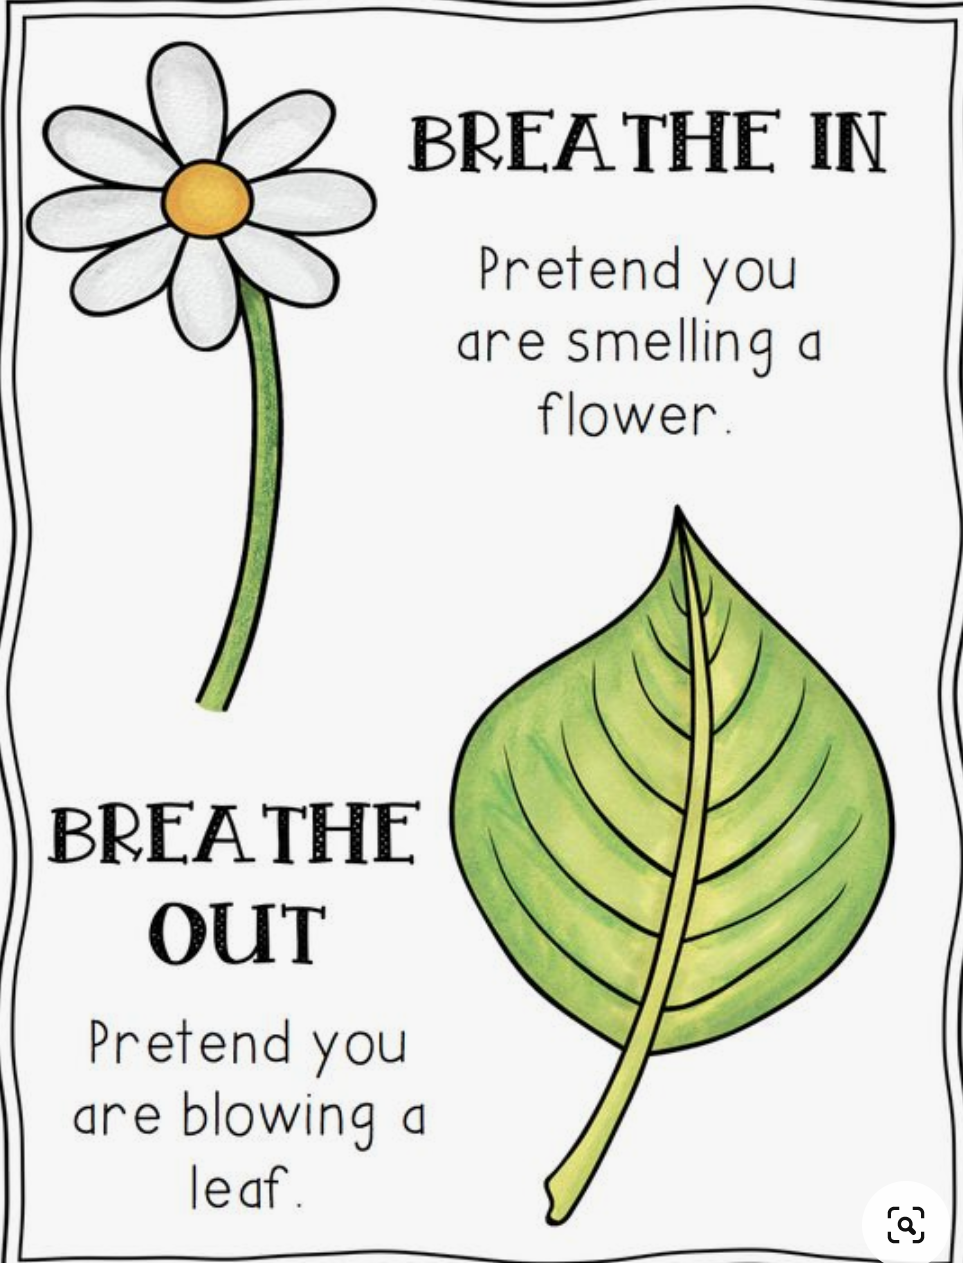 BREATHE IN
Pretend you
are smelling a
flower.
BREATHE
OUT
Pretend you
are blowing a
leaf.